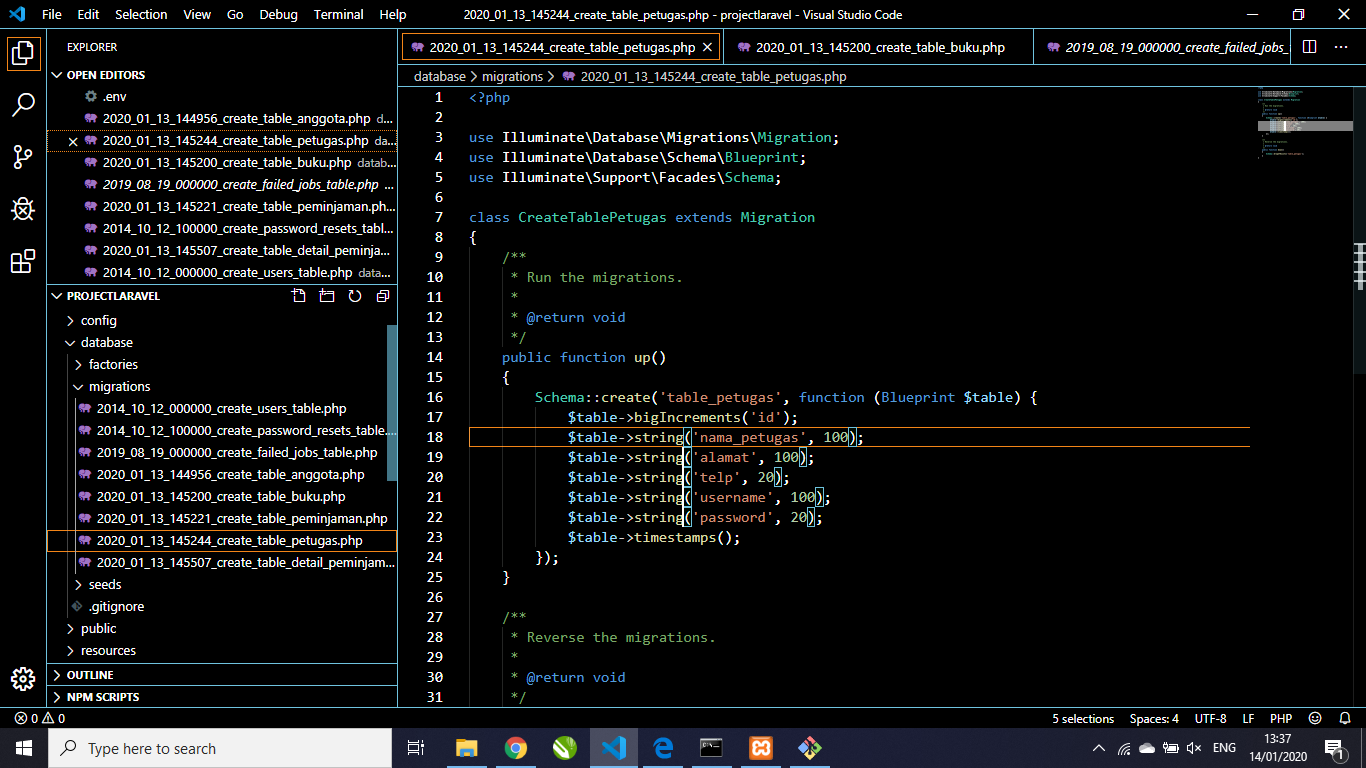 File Edit Selection View Go Debug Terminal Help
2020_01_13_145244_create_table_petugas.php - projectlaravel - Visual Studio Code
EXPLORER
OPEN EDITORS
.env
2020_01_13_144956_create_table_anggota.php d...
2020_01_13_145244_create_table_petugas.php da...
2020_01_13_145200_create_table_buku.php datab...
2019_08_19_000000_create_failed_jobs_table.php ...
2020_01_13_145221_create_table_peminjaman.ph...
2014_10_12_100000_create_password_resets_tabl...
2020_01_13_145507_create_table_detail_peminja...
2014_10_12_000000_create_users_table.php data...
PROJECTLARAVEL
config
database
factories
migrations
2014_10_12_000000_create_users_table.php
2014_10_12_100000_create_password_resets_table....
2019_08_19_000000_create_failed_jobs_table.php
2020_01_13_144956_create_table_anggota.php
2020_01_13_145200_create_table_buku.php
2020_01_13_145221_create_table_peminjaman.php
2020_01_13_145244_create_table_petugas.php
2020_01_13_145507_create_table_detail_peminjam...
seeds
.gitignore
public
resources
OUTLINE
NPM SCRIPTS
2020_01_13_145244_create_table_petugas.php 2020_01_13_145200_create_table_buku.php 2019_08_19_000000_create_failed_jobs_
database > migrations > 2020_01_13_145244_create_table_petugas.php
1 <?php
2
3 use Illuminate\Database\Migrations\Migration;
4 use Illuminate\Database\Schema\Blueprint;
5 use Illuminate\Support\Facades\Schema;
6
7 class CreateTablePetugas extends Migration
8 {
9 /**
10 * Run the migrations.
11 *
12 * @return void
13 */
14 public function up()
15 {
16 Schema::create('table_petugas', function (Blueprint $table) {
17 $table->bigIncrements('id');
18 $table->string('nama_petugas', 100);
19 $table->string('alamat', 100);
20 $table->string('telp', 20);
21 $table->string('username', 100);
22 $table->string('password', 20);
23 $table->timestamps();
24 });
25 }
26
27 /**
28 * Reverse the migrations.
29 *
30 * @return void
31 */
0 0
5 selections Spaces: 4 UTF-8 LF PHP
Type here to search
ENG
13:37
14/01/2020
1